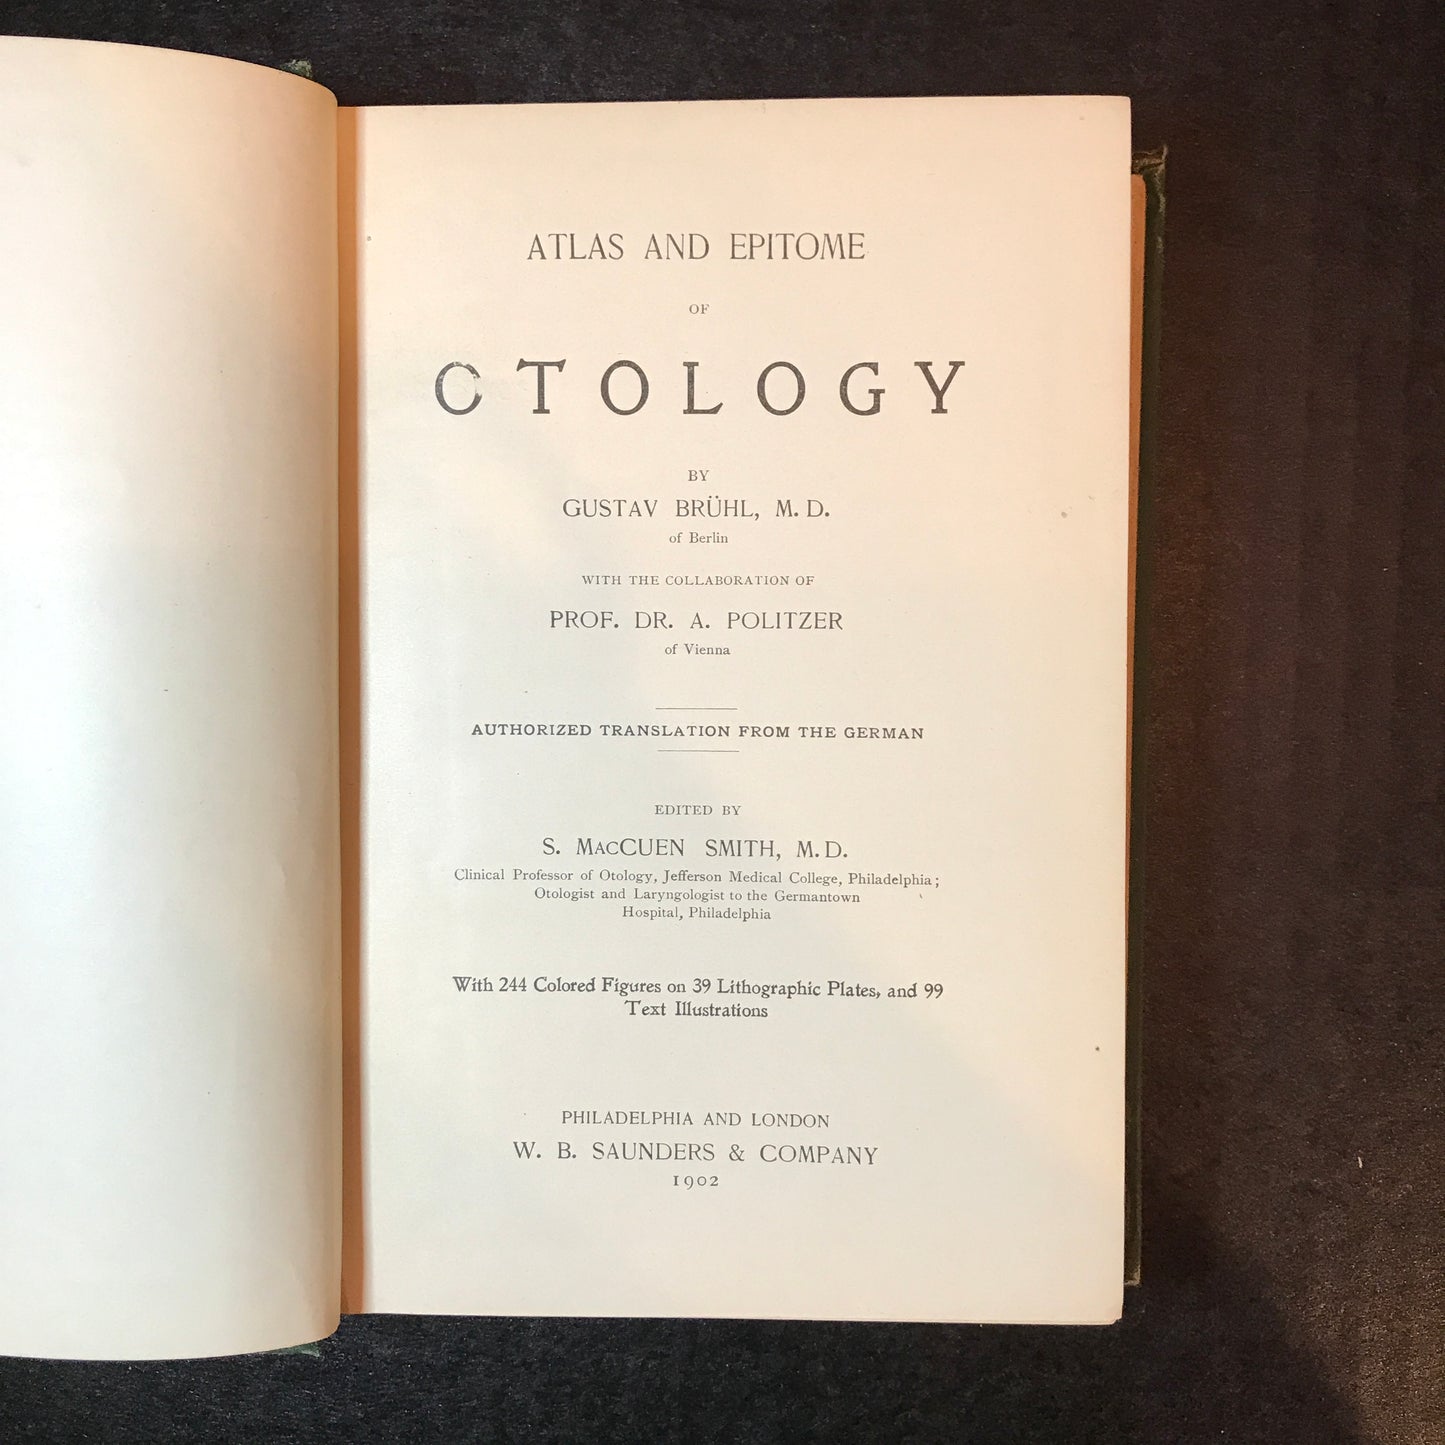 ATLAS AND EPITOME
OF
OTOLOGY
BY
GUSTAV BRÜHL, M.D.
of Berlin
WITH THE COLLABORATION OF
PROF. DR. A. POLITZER
of Vienna
AUTHORIZED TRANSLATION FROM THE GERMAN
EDITED BY
S. MACCUEN SMITH, M.D.
Clinical Professor of Otology, Jefferson Medical College, Philadelphia;
Otologist and Laryngologist to the Germantown
Hospital, Philadelphia
With 244 Colored Figures on 39 Lithographic Plates, and 99
Text Illustrations
PHILADELPHIA AND LONDON
W. B. SAUNDERS & COMPANY
1902